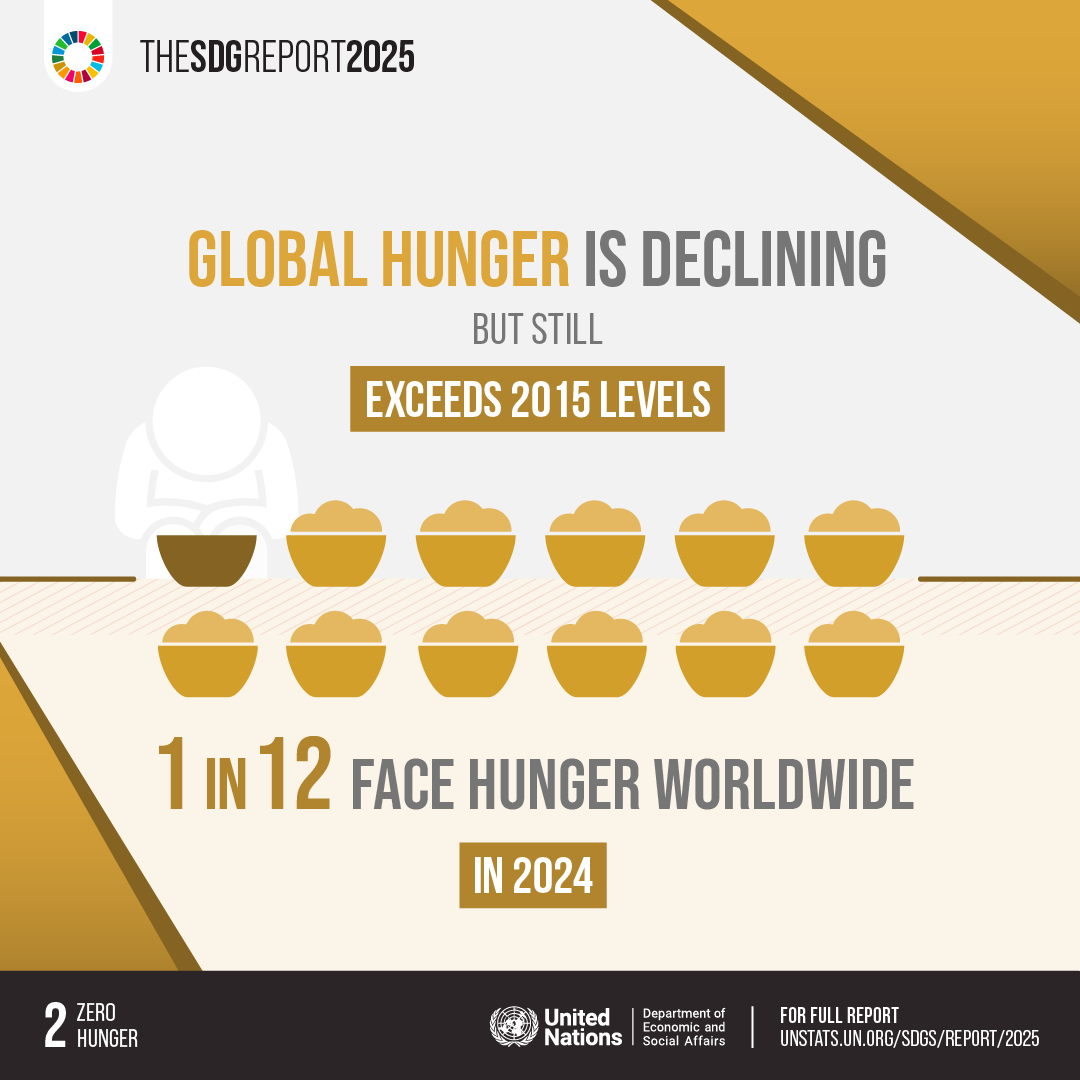 THESDGREPORT2025
GLOBAL HUNGER IS DECLINING
BUT STILL
EXCEEDS 2015 LEVELS
1 IN 12 FACE HUNGER WORLDWIDE
IN 2024
2 ZERO
HUNGER
United
Nations
Department of
Economic and
Social Affairs
FOR FULL REPORT
UNSTATS.UN.ORG/SDGS/REPORT/2025